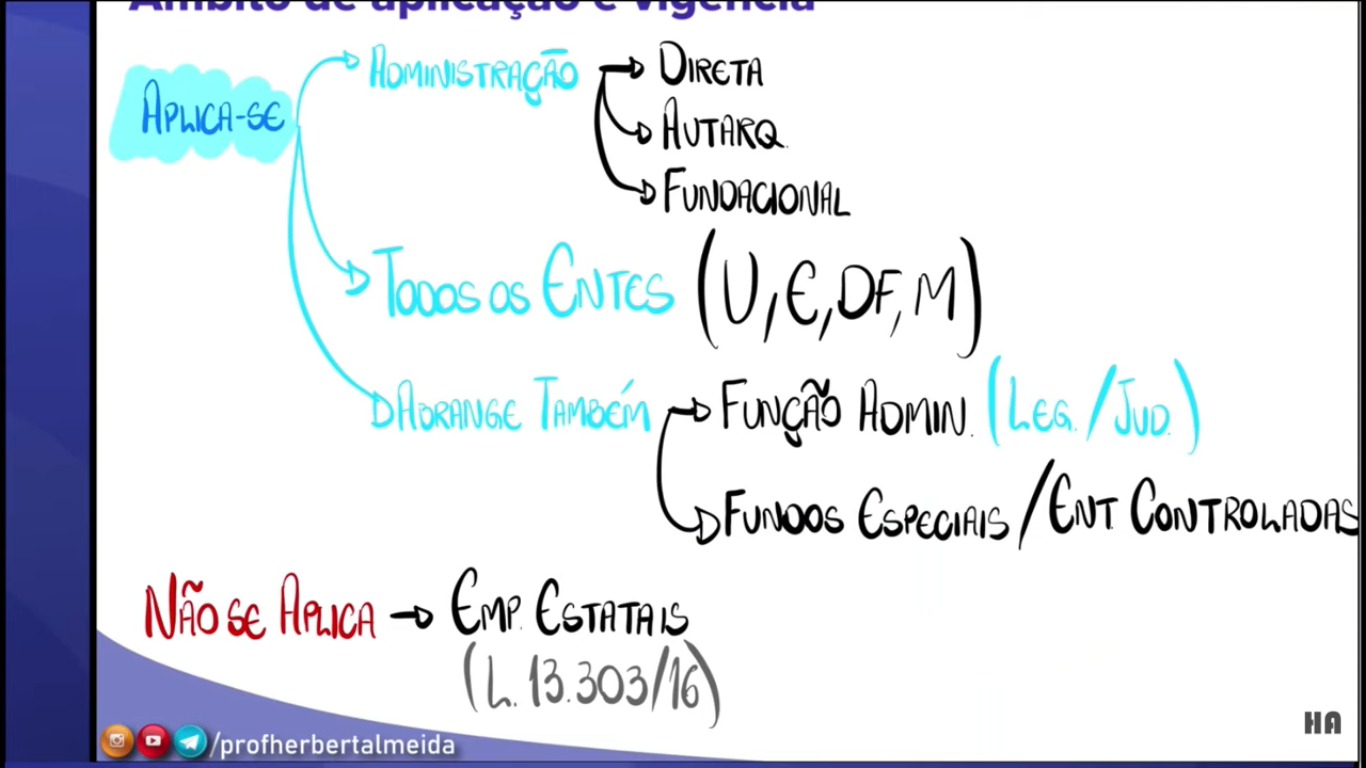 Âmbito de aplicação e vigência
APLICA-SE
ADMINISTRAÇÃO
DIRETA
AUTARQ.
FUNDACIONAL
TODOS OS ENTES (U, E, DF, M)
ABRANGE TAMBÉM
FUNÇÃO ADMIN. (LEG. / JUD.)
FUNDOS ESPECIAIS / ENT. CONTROLADAS
NÃO SE APLICA → EMP. ESTATAIS
(L. 13.303/16)
/profherbertalmeida
HA